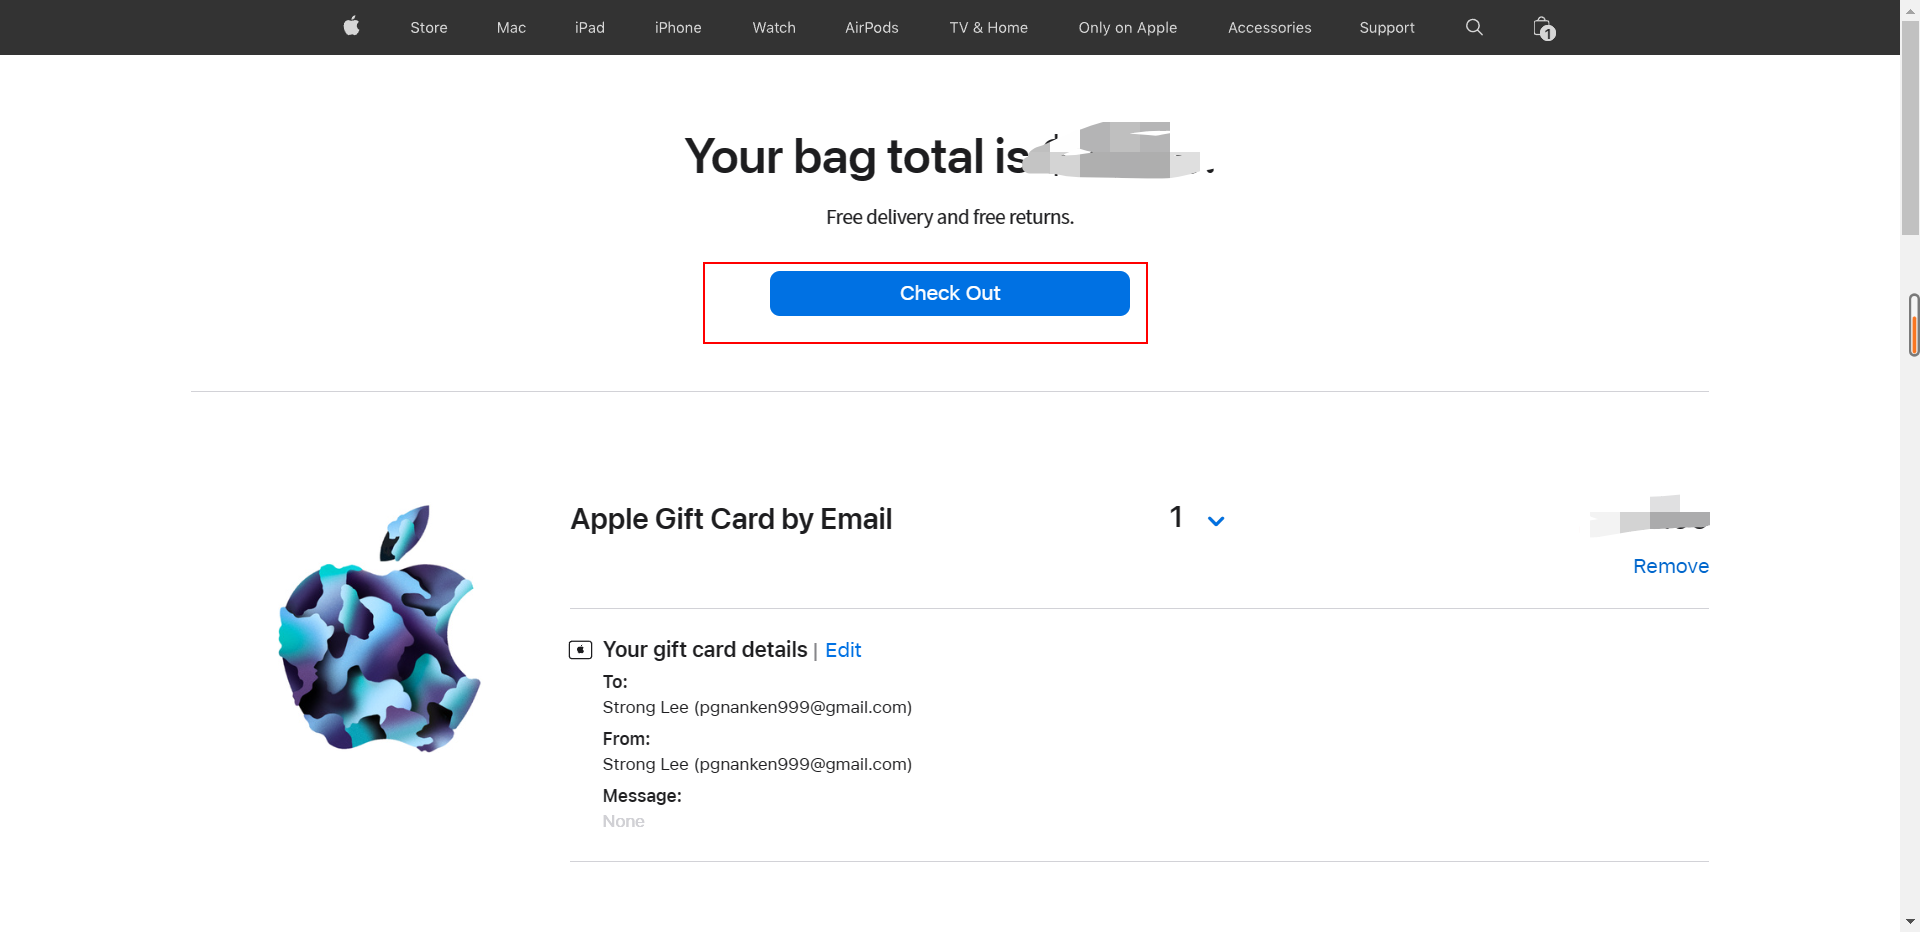 Store Mac iPad iPhone Watch AirPods TV & Home Only on Apple Accessories Support 1
Your bag total is
Free delivery and free returns.
Check Out
Apple Gift Card by Email 1
Remove
Your gift card details | Edit
To:
Strong Lee (pgnanken999@gmail.com)
From:
Strong Lee (pgnanken999@gmail.com)
Message:
None